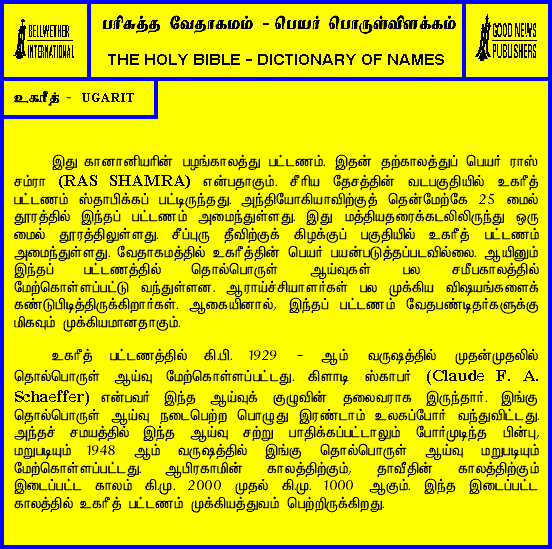 BELLWETHER
INTERNATIONAL
பரிசுத்த வேதாகமம் - பெயர் பொருள்விளக்கம்
THE HOLY BIBLE - DICTIONARY OF NAMES
GOOD NEWS
PUBLISHERS
உகரீத் - UGARIT
இது கானானியரின் பழங்காலத்து பட்டணம். இதன் தற்காலத்துப் பெயர் ராஸ்
சம்ரா (RAS SHAMRA) என்பதாகும். சீரிய தேசத்தின் வடபகுதியில் உகரீத்
பட்டணம் ஸ்தாபிக்கப் பட்டிருந்தது. அந்தியோகியாவிற்குத் தென்மேற்கே 25 மைல்
தூரத்தில் இந்தப் பட்டணம் அமைந்துள்ளது. இது மத்தியதரைக்கடலிலிருந்து ஒரு
மைல் தூரத்திலுள்ளது. சீப்புரு தீவிற்குக் கிழக்குப் பகுதியில் உகரீத் பட்டணம்
அமைந்துள்ளது. வேதாகமத்தில் உகரீத்தின் பெயர் பயன்படுத்தப்படவில்லை. ஆயினும்
இந்தப் பட்டணத்தில் தொல்பொருள் ஆய்வுகள் பல சமீபகாலத்தில்
மேற்கொள்ளப்பட்டு வந்துள்ளன. ஆராய்ச்சியாளர்கள் பல முக்கிய விஷயங்களைக்
கண்டுபிடித்திருக்கிறார்கள். ஆகையினால், இந்தப் பட்டணம் வேதபண்டிதர்களுக்கு
மிகவும் முக்கியமானதாகும்.
உகரீத் பட்டணத்தில் கி.பி. 1929 - ஆம் வருஷத்தில் முதன்முதலில்
தொல்பொருள் ஆய்வு மேற்கொள்ளப்பட்டது. கிளாடி ஸ்காபர் (Claude F. A.
Schaeffer) என்பவர் இந்த ஆய்வுக் குழுவின் தலைவராக இருந்தார். இங்கு
தொல்பொருள் ஆய்வு நடைபெற்ற பொழுது இரண்டாம் உலகப்போர் வந்துவிட்டது.
அந்தச் சமயத்தில் இந்த ஆய்வு சற்று பாதிக்கப்பட்டாலும் போர்முடிந்த பின்பு,
மறுபடியும் 1948 ஆம் வருஷத்தில் இங்கு தொல்பொருள் ஆய்வு மறுபடியும்
மேற்கொள்ளப்பட்டது. ஆபிரகாமின் காலத்திற்கும், தாவீதின் காலத்திற்கும்
இடைப்பட்ட காலம் கி.மு. 2000 முதல் கி.மு. 1000 ஆகும். இந்த இடைப்பட்ட
காலத்தில் உகரீத் பட்டணம் முக்கியத்துவம் பெற்றிருக்கிறது.